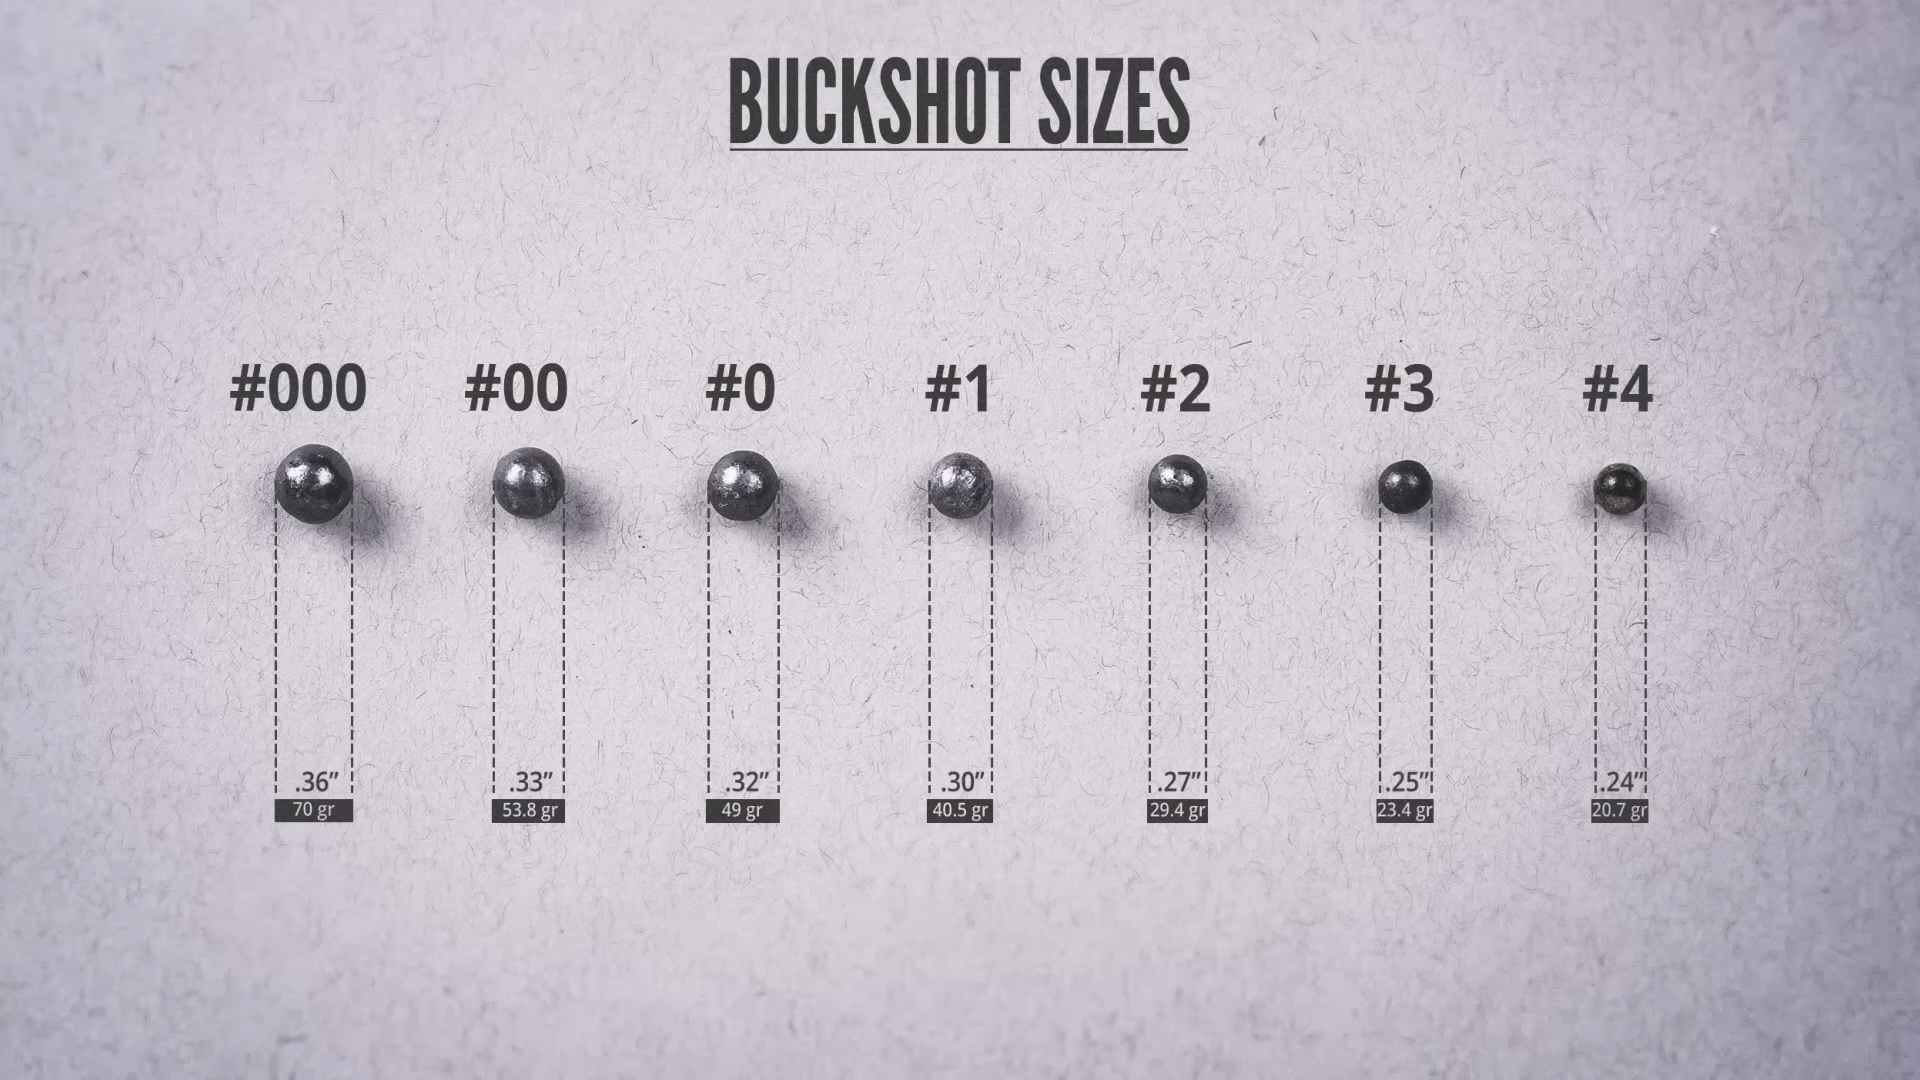 BUCKSHOT SIZES
#000 #00 #0 #1 #2 #3 #4
.36” .33” .32” .30” .27” .25” .24”
70 gr 53.8 gr 49 gr 40.5 gr 29.4 gr 23.4 gr 20.7 gr